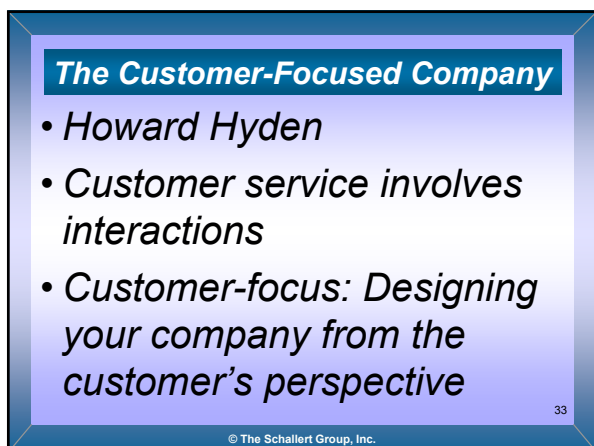 The Customer-Focused Company
• Howard Hyden
• Customer service involves
interactions
• Customer-focus: Designing
your company from the
customer's perspective
33
© The Schallert Group, Inc.